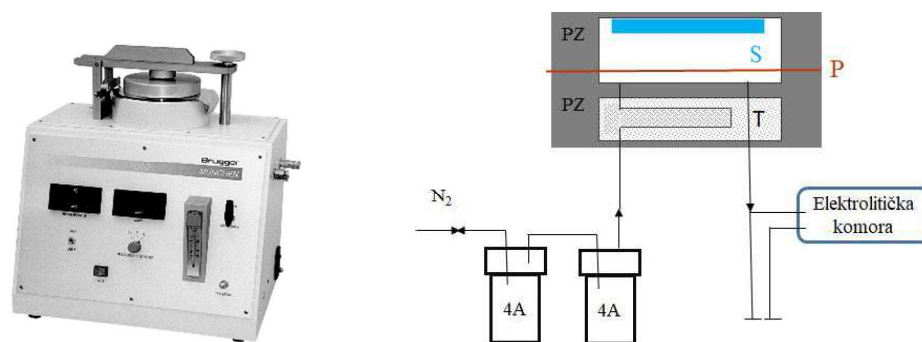 Brugger
MÜNCHEN
PZ
S
P
PZ
T
N₂
Elektrolitička
komora
4A
4A